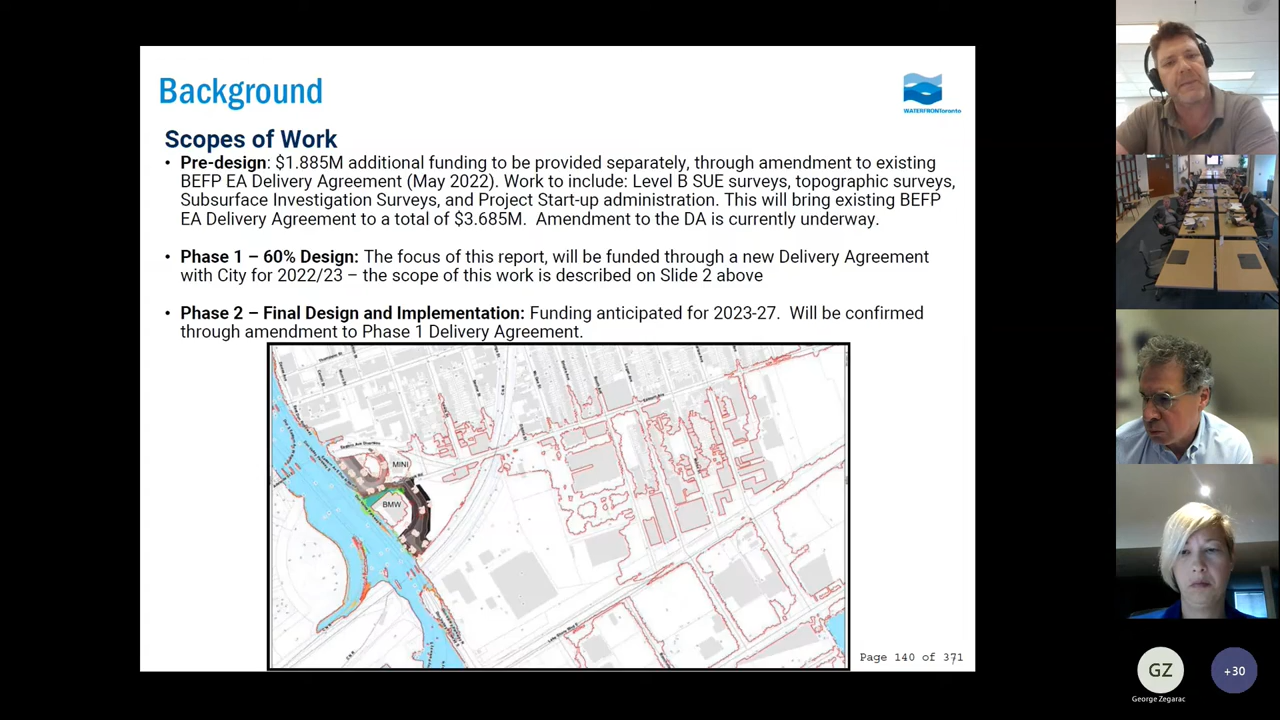 Background
WATERFRONToronto
Scopes of Work
• Pre-design: $1.885M additional funding to be provided separately, through amendment to existing
BEFP EA Delivery Agreement (May 2022). Work to include: Level B SUE surveys, topographic surveys,
Subsurface Investigation Surveys, and Project Start-up administration. This will bring existing BEFP
EA Delivery Agreement to a total of $3.685M. Amendment to the DA is currently underway.
• Phase 1 – 60% Design: The focus of this report, will be funded through a new Delivery Agreement
with City for 2022/23 – the scope of this work is described on Slide 2 above
• Phase 2 – Final Design and Implementation: Funding anticipated for 2023-27. Will be confirmed
through amendment to Phase 1 Delivery Agreement.
MINI
BMW
Page 140 of 371
GZ
+30
George Zegarac